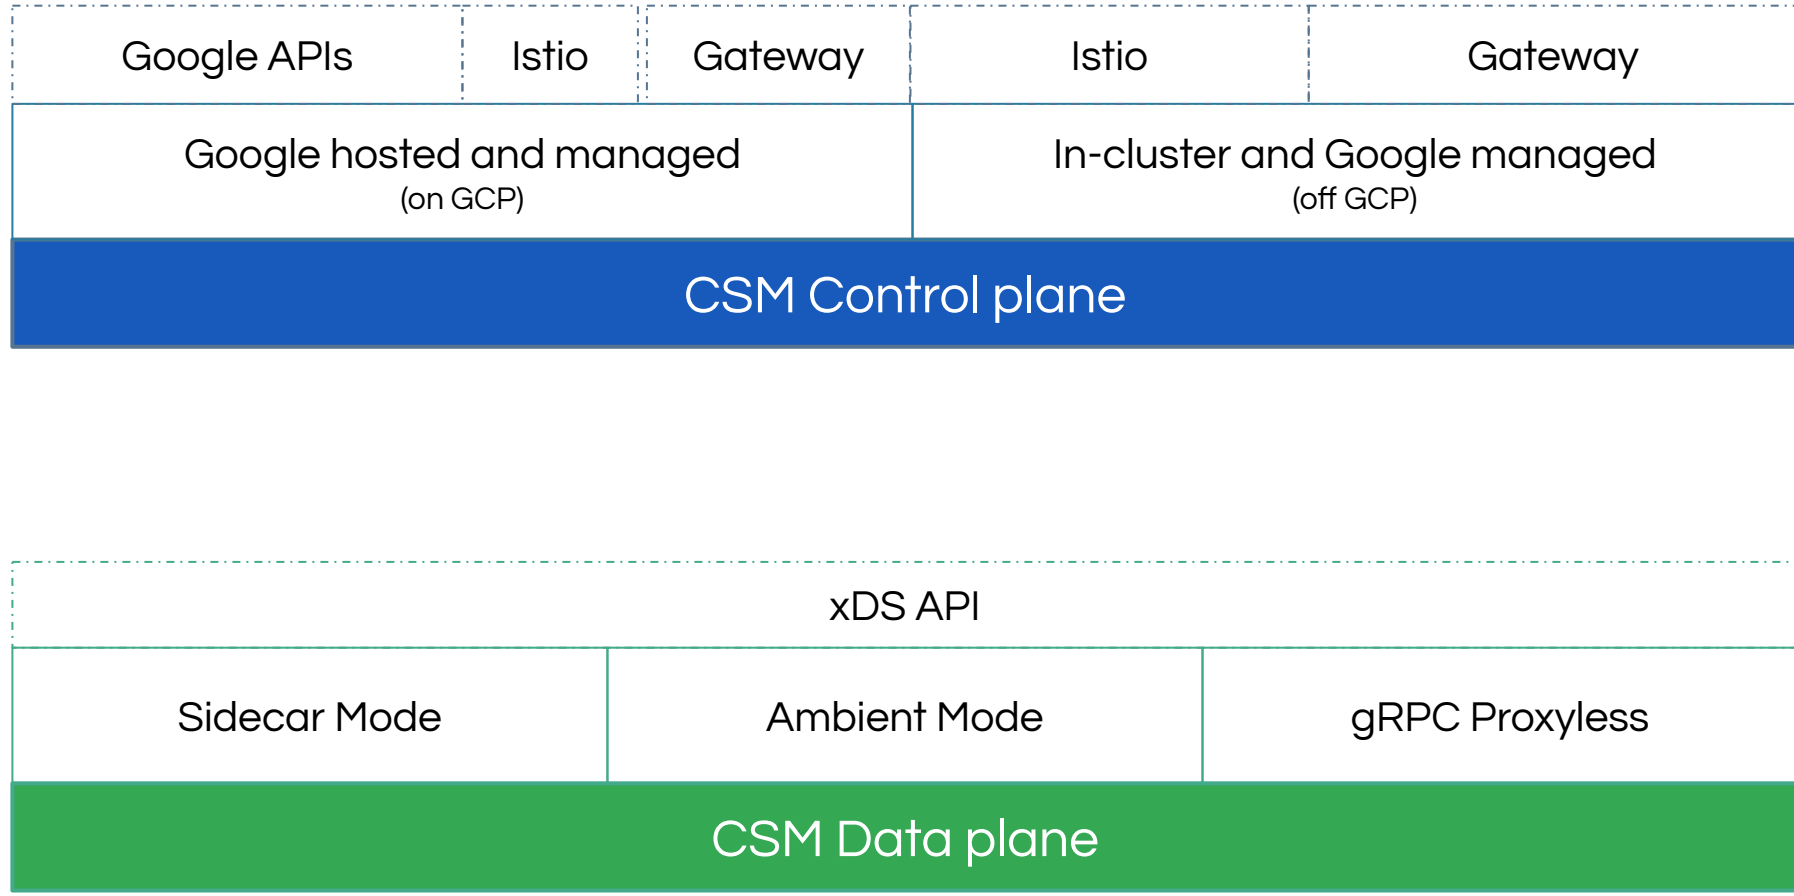 Google APIs Istio Gateway Istio Gateway
Google hosted and managed In-cluster and Google managed
(on GCP) (off GCP)
CSM Control plane
xDS API
Sidecar Mode Ambient Mode gRPC Proxyless
CSM Data plane